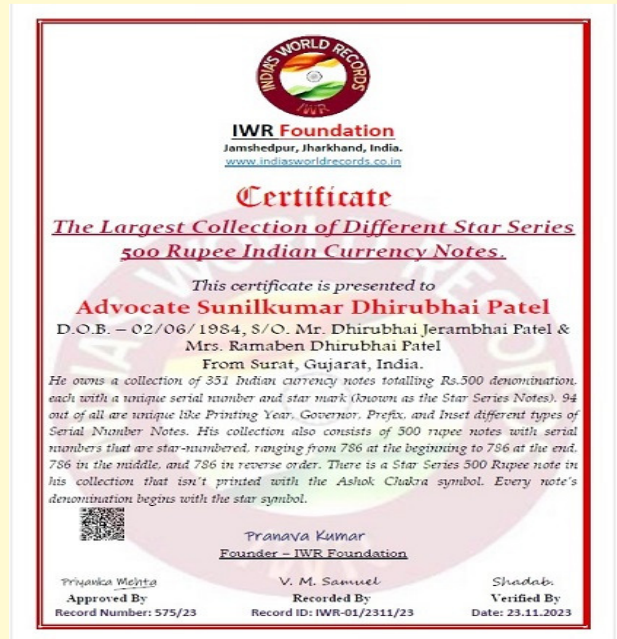 INDIA'S WORLD RECORDS
IWR
IWR Foundation
Jamshedpur, Jharkhand, India.
www.indiasworldrecords.co.in
Certificate
The Largest Collection of Different Star Series
500 Rupee Indian Currency Notes.
This certificate is presented to
Advocate Sunilkumar Dhirubhai Patel
D.O.B. – 02/06/1984, S/O. Mr. Dhirubhai Jerambhai Patel &
Mrs. Ramaben Dhirubhai Patel
From Surat, Gujarat, India.
He owns a collection of 351 Indian currency notes totalling Rs.500 denomination,
each with a unique serial number and star mark (known as the Star Series Notes). 94
out of all are unique like Printing Year, Governor, Prefix, and Inset different types of
Serial Number Notes. His collection also consists of 500 rupee notes with serial
numbers that are star-numbered, ranging from 786 at the beginning to 786 at the end,
786 in the middle, and 786 in reverse order. There is a Star Series 500 Rupee note in
his collection that isn't printed with the Ashok Chakra symbol. Every note's
denomination begins with the star symbol.
Pranava Kumar
Founder – IWR Foundation
Priyanka Mehta V. M. Samuel Shadab.
Approved By Recorded By Verified By
Record Number: 575/23 Record ID: IWR-01/2311/23 Date: 23.11.2023